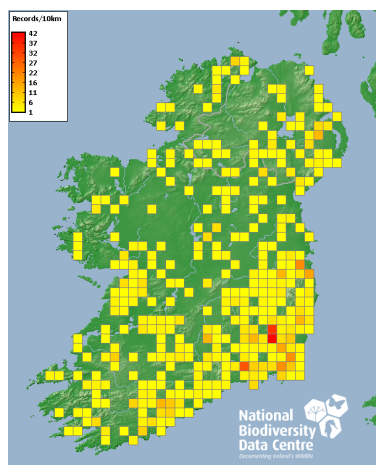 Records/10km
42
37
32
27
22
16
11
6
1
National
Biodiversity
Data Centre
Documenting Ireland's Wildlife